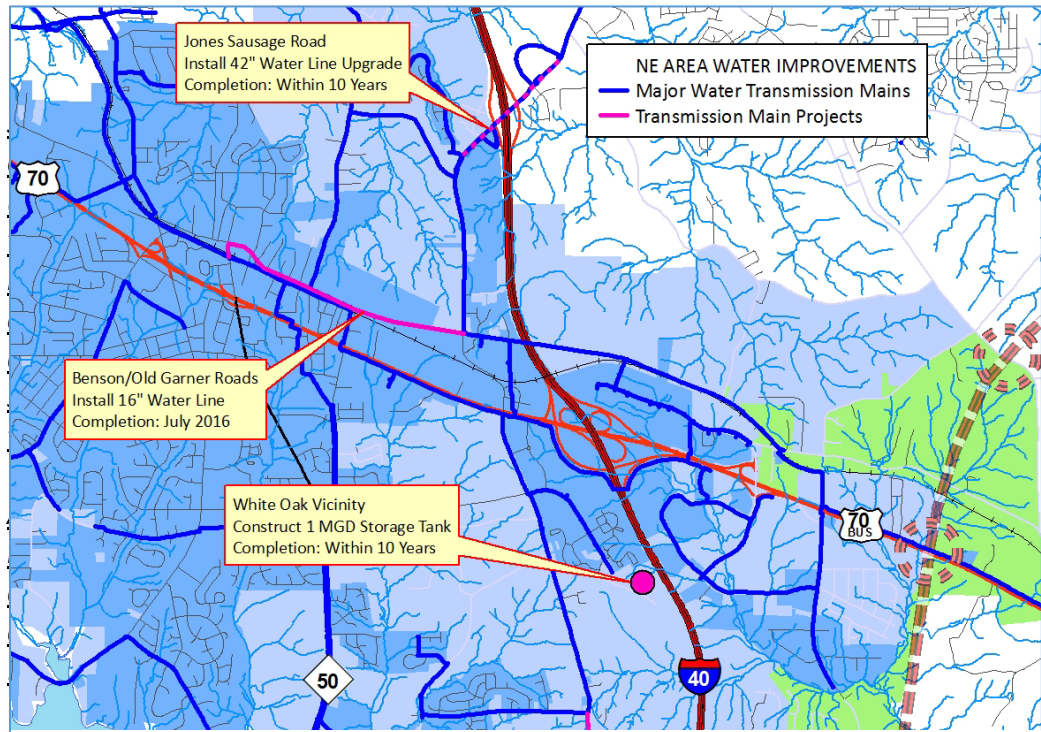 Jones Sausage Road
Install 42" Water Line Upgrade
Completion: Within 10 Years
NE AREA WATER IMPROVEMENTS
Major Water Transmission Mains
Transmission Main Projects
70
Benson/Old Garner Roads
Install 16" Water Line
Completion: July 2016
White Oak Vicinity
Construct 1 MGD Storage Tank
Completion: Within 10 Years
70
BUS
50
40